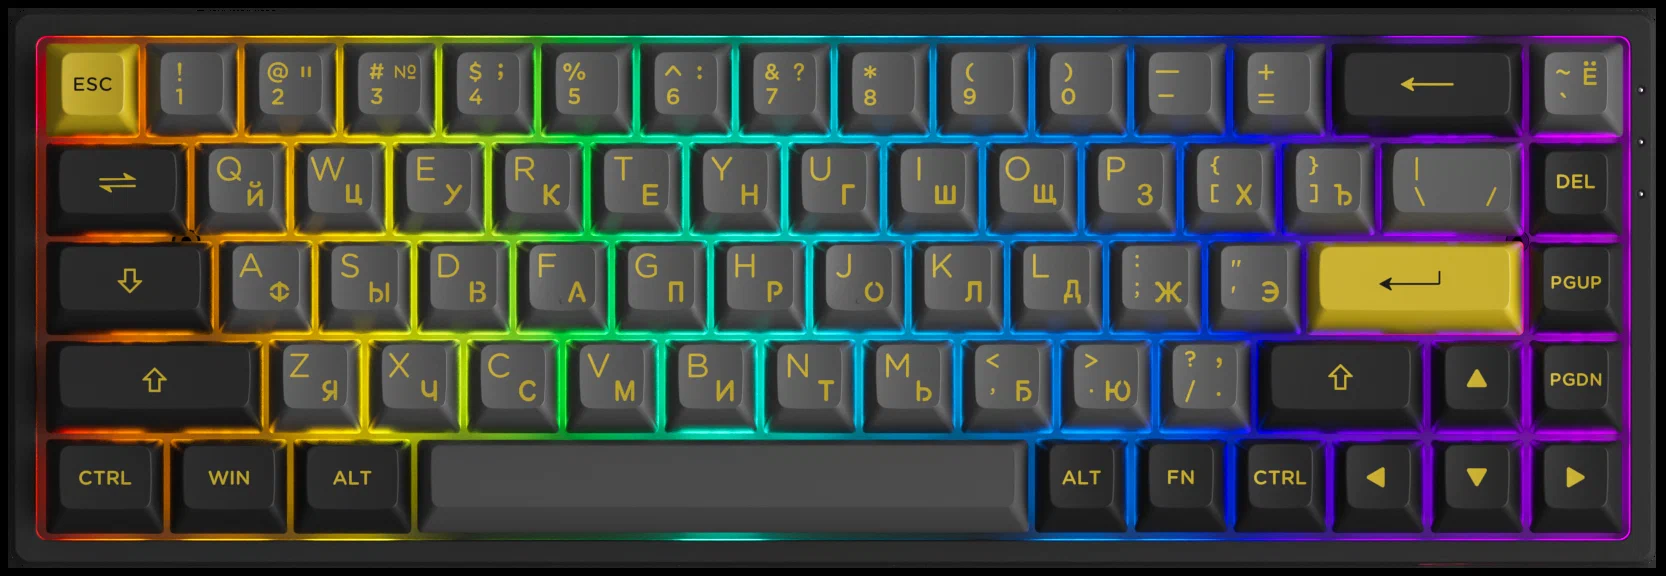 ESC ! 1 @ " 2 # № 3 $ ; 4 % 5 ^ : 6 & ? 7 * 8 ( 9 ) 0 — - + = ← ~ Ё `
⇌ Q Й W Ц E У R К T Е Y Н U Г I Ш O Щ P З { [ Х } ] Ъ | \ / DEL
⇩ A Ф S Ы D В F А G П H Р J О K Л L Д : ; Ж " ' Э ↵ PGUP
⇧ Z Я X Ч C С V М B И N Т M Ь < , Б > . Ю ? , / . ⇧ ▲ PGDN
CTRL WIN ALT ALT FN CTRL ◀ ▼ ▶